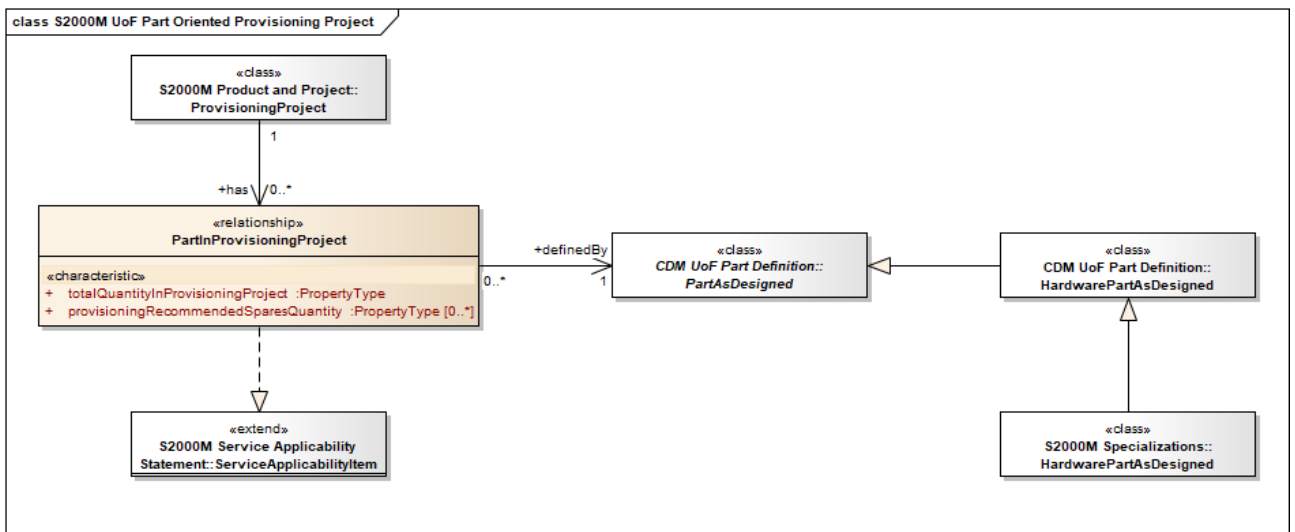 class S2000M UoF Part Oriented Provisioning Project
«class»
S2000M Product and Project::
ProvisioningProject
1
+has
0..*
«relationship»
PartInProvisioningProject
«characteristic»
+ totalQuantityInProvisioningProject :PropertyType
+ provisioningRecommendedSparesQuantity :PropertyType [0..*]
0..*
+definedBy
1
«class»
CDM UoF Part Definition::
PartAsDesigned
«class»
CDM UoF Part Definition::
HardwarePartAsDesigned
«extend»
S2000M Service Applicability
Statement::ServiceApplicabilityItem
«class»
S2000M Specializations::
HardwarePartAsDesigned